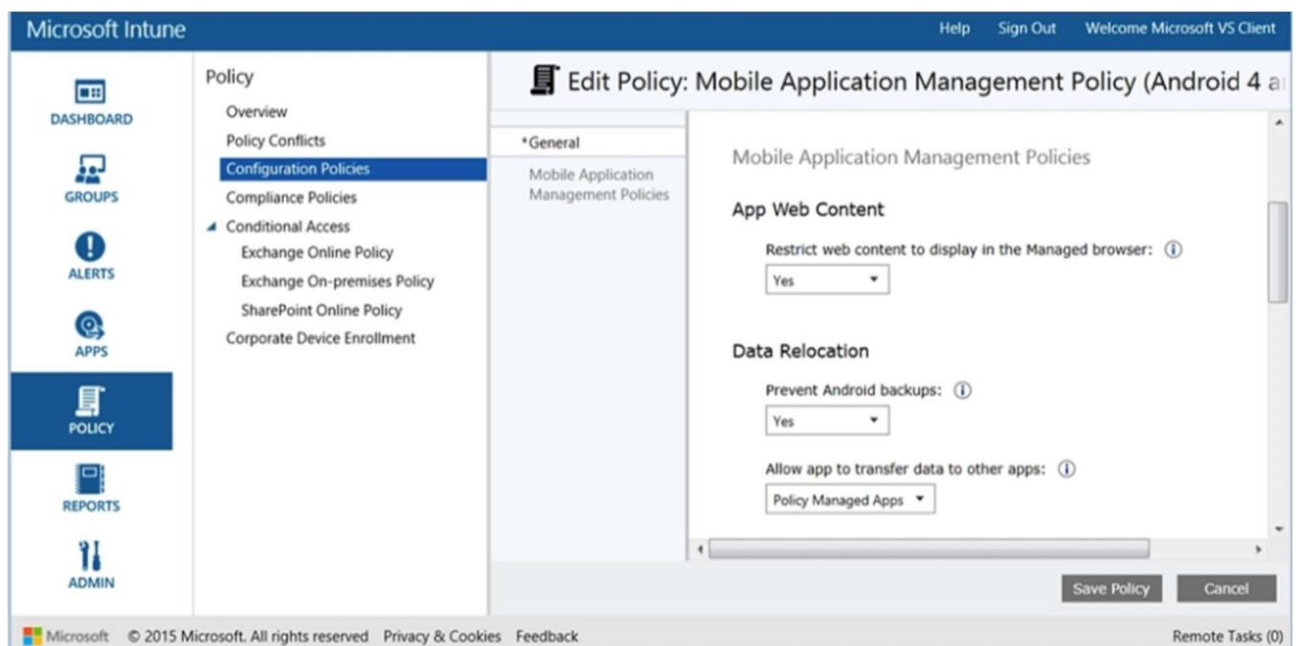 Microsoft Intune
Help Sign Out Welcome Microsoft VS Client
DASHBOARD
GROUPS
ALERTS
APPS
POLICY
REPORTS
ADMIN
Policy
Overview
Policy Conflicts
Configuration Policies
Compliance Policies
Conditional Access
Exchange Online Policy
Exchange On-premises Policy
SharePoint Online Policy
Corporate Device Enrollment
Edit Policy: Mobile Application Management Policy (Android 4 a
*General
Mobile Application
Management Policies
Mobile Application Management Policies
App Web Content
Restrict web content to display in the Managed browser:
Yes
Data Relocation
Prevent Android backups:
Yes
Allow app to transfer data to other apps:
Policy Managed Apps
Save Policy Cancel
Microsoft © 2015 Microsoft. All rights reserved Privacy & Cookies Feedback Remote Tasks (0)